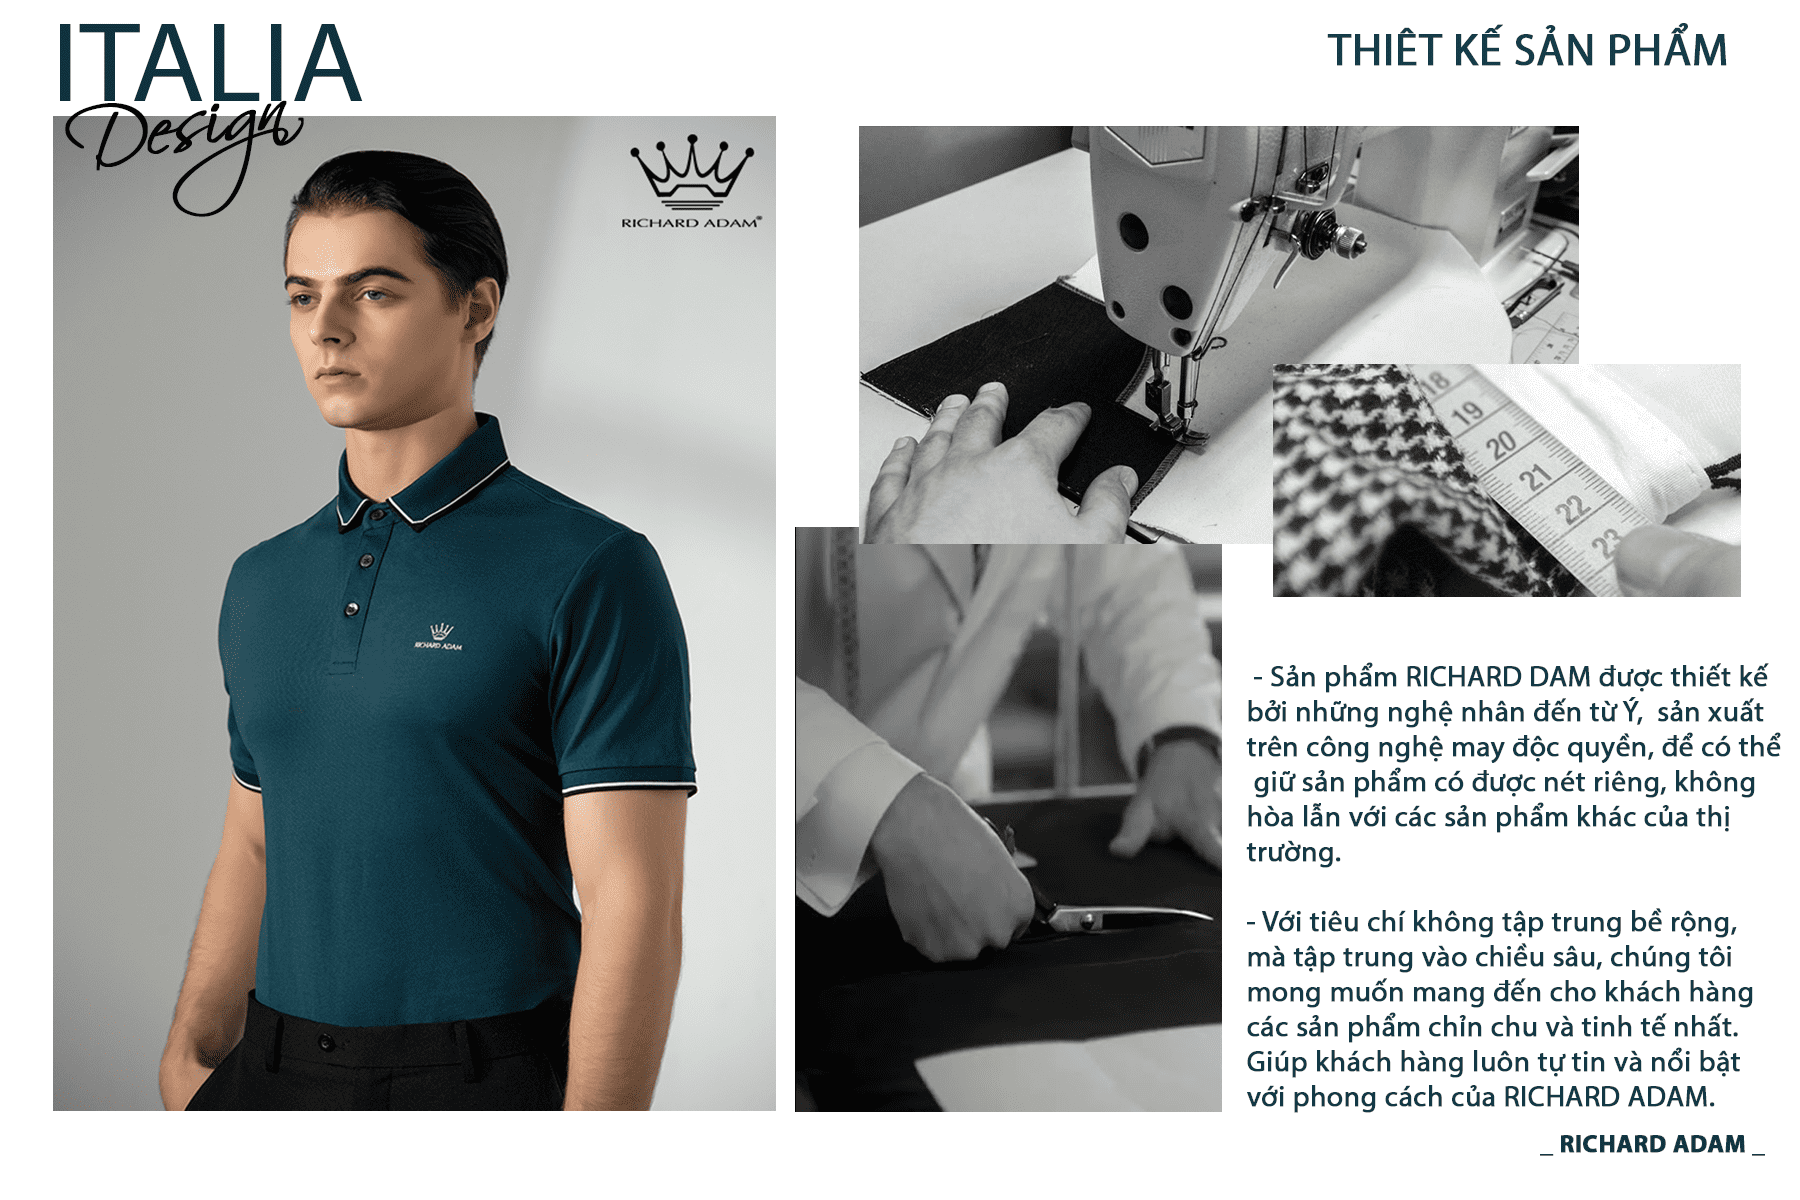 ITALIA
Design
THIÊT KẾ SẢN PHẨM
RICHARD ADAM®
RICHARD ADAM
18
19
20
21
22
23
- Sản phẩm RICHARD DAM được thiết kế
bởi những nghệ nhân đến từ Ý, sản xuất
trên công nghệ may độc quyền, để có thể
giữ sản phẩm có được nét riêng, không
hòa lẫn với các sản phẩm khác của thị
trường.
- Với tiêu chí không tập trung bề rộng,
mà tập trung vào chiều sâu, chúng tôi
mong muốn mang đến cho khách hàng
các sản phẩm chỉn chu và tinh tế nhất.
Giúp khách hàng luôn tự tin và nổi bật
với phong cách của RICHARD ADAM.
_ RICHARD ADAM _